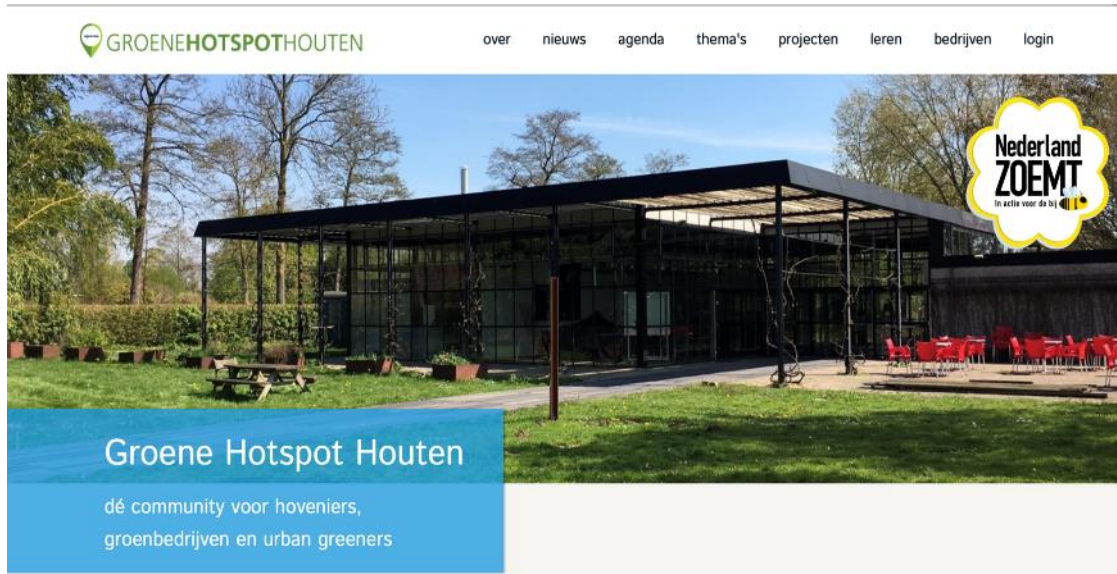 GROENEHOTSPOTHOUTEN
over nieuws agenda thema's projecten leren bedrijven login
Nederland
ZOEMT
In actie voor de bij
Groene Hotspot Houten
dé community voor hoveniers,
groenbedrijven en urban greeners